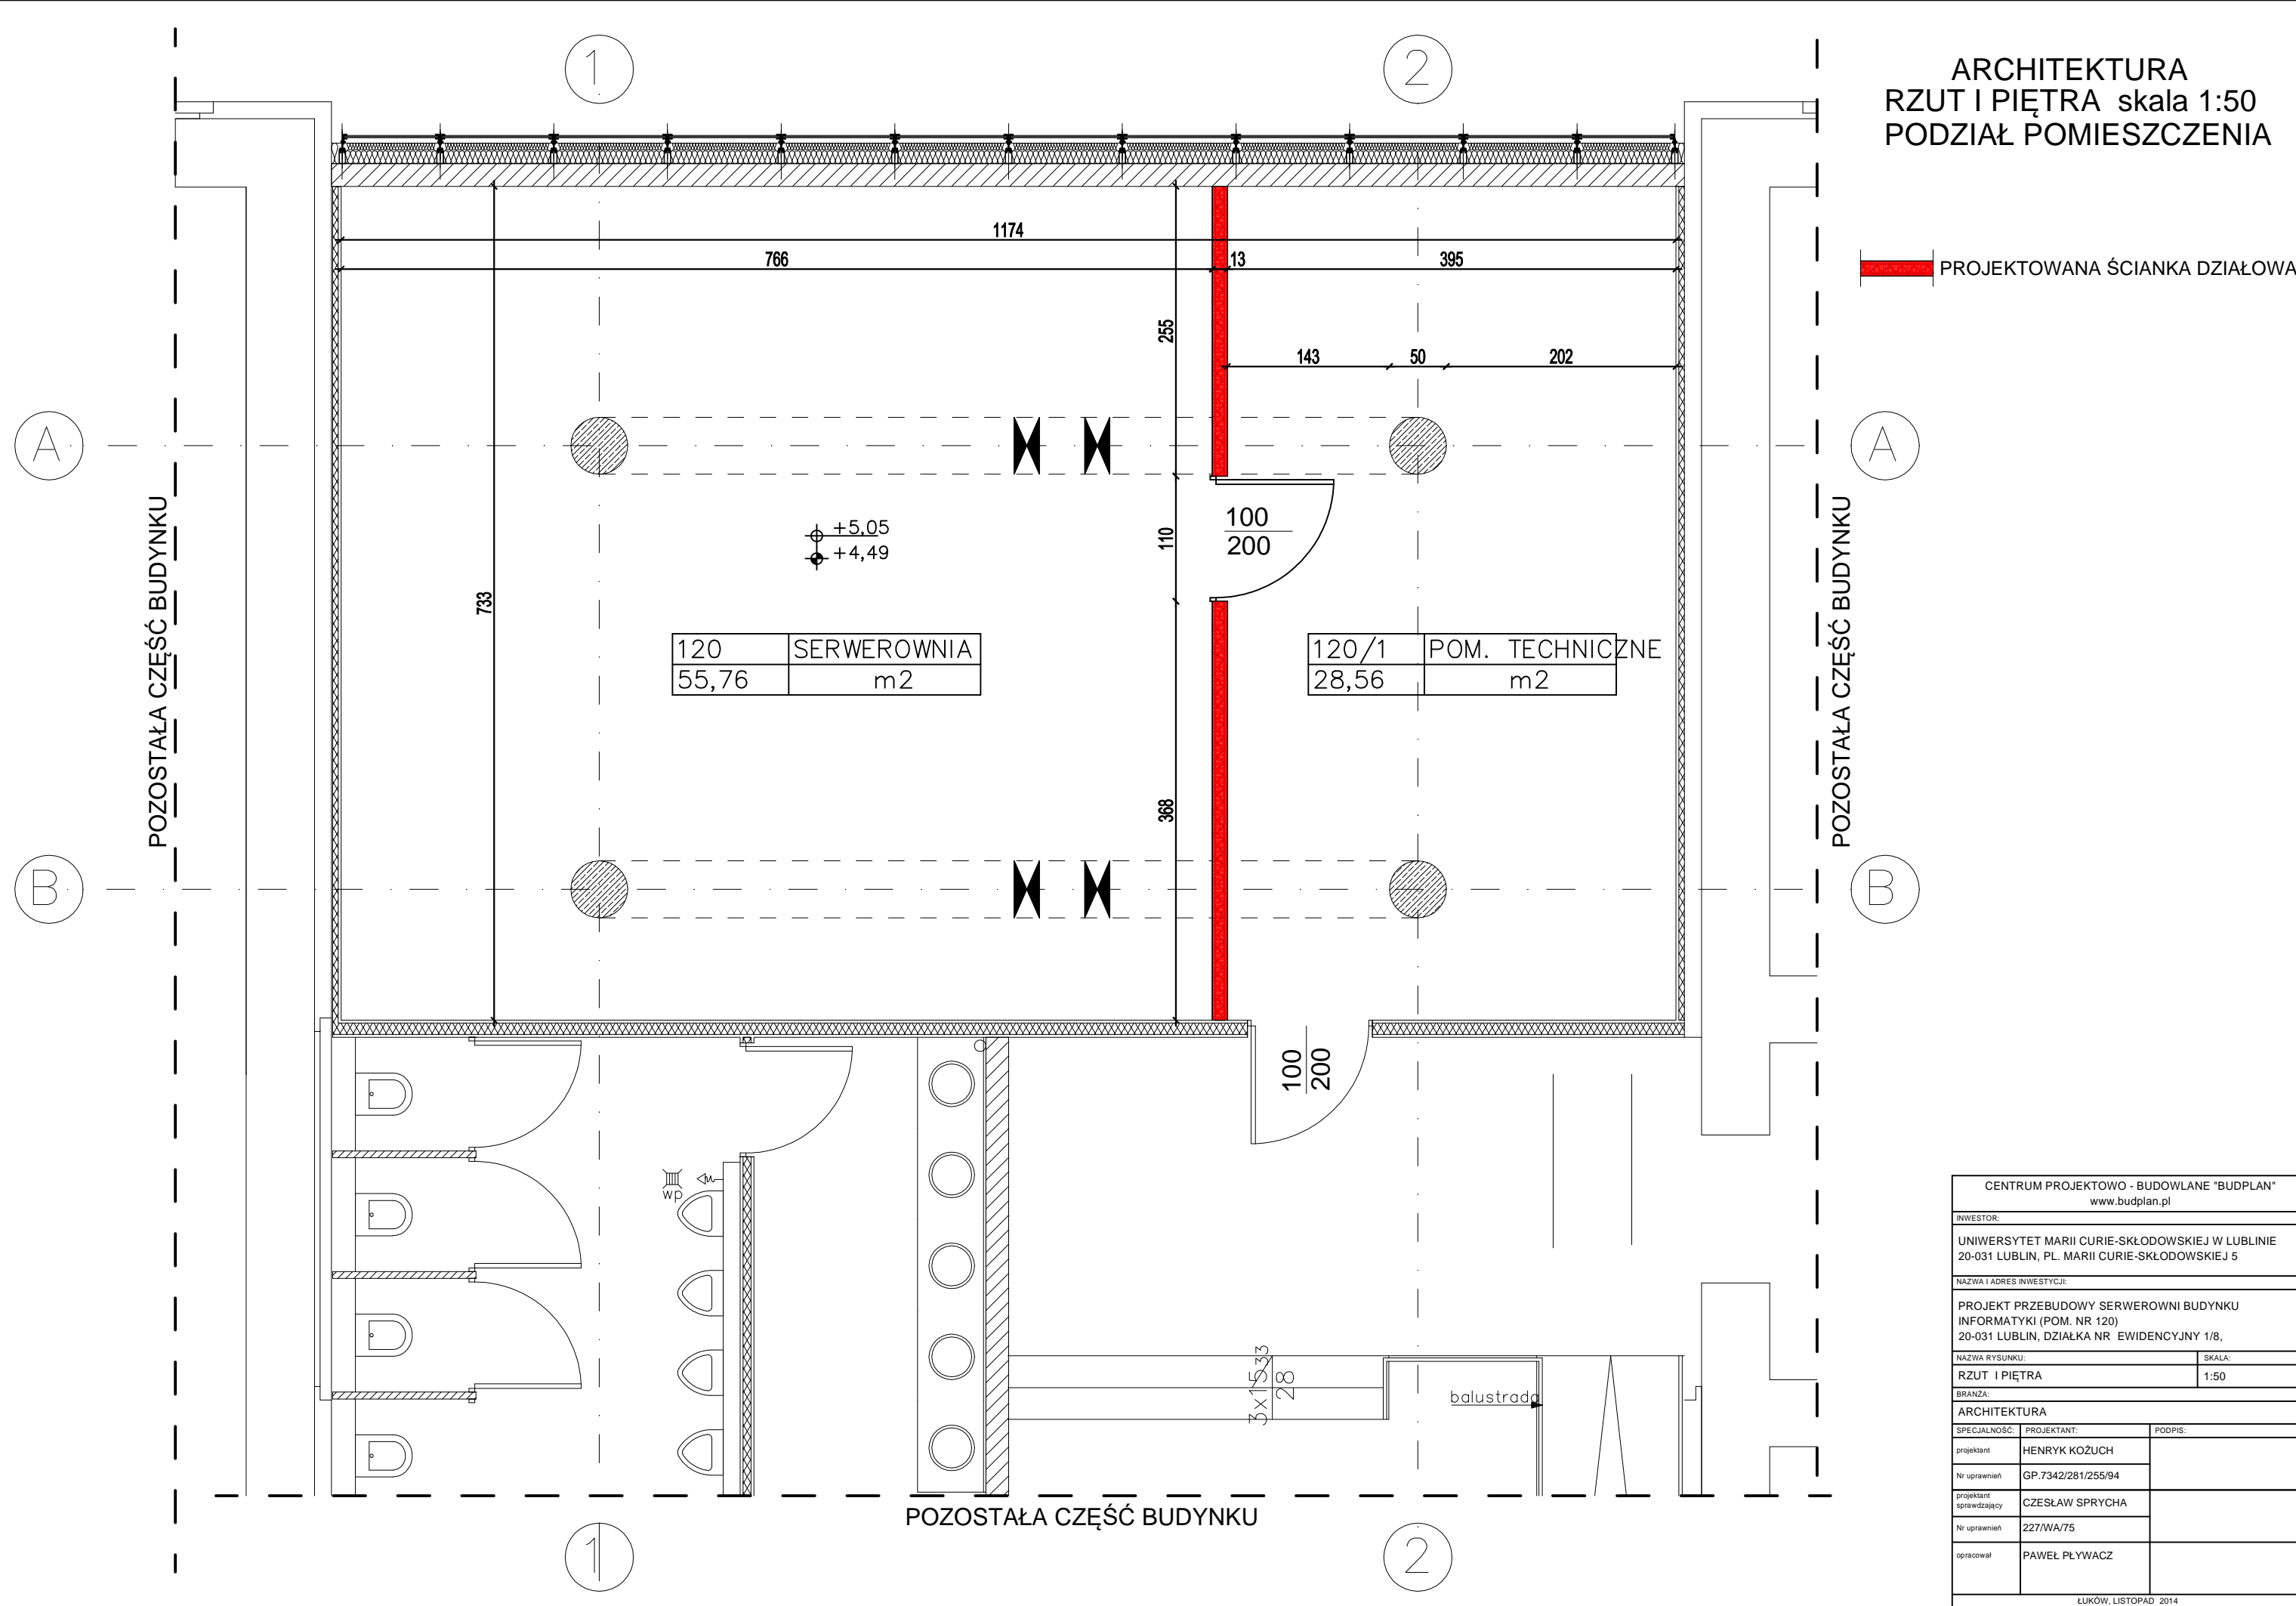 1
2
ARCHITEKTURA
RZUT I PIĘTRA skala 1:50
PODZIAŁ POMIESZCZENIA
PROJEKTOWANA ŚCIANKA DZIAŁOWA
1174
766
13
395
255
143
50
202
A
A
POZOSTAŁA CZĘŚĆ BUDYNKU
+5,05
+4,49
110
100
200
733
120 SERWEROWNIA
55,76 m2
120/1 POM. TECHNICZNE
28,56 m2
POZOSTAŁA CZĘŚĆ BUDYNKU
368
B
B
100
200
wp
3x1533
28
balustrada
POZOSTAŁA CZĘŚĆ BUDYNKU
1
2
CENTRUM PROJEKTOWO - BUDOWLANE "BUDPLAN"
www.budplan.pl
INWESTOR:
UNIWERSYTET MARII CURIE-SKŁODOWSKIEJ W LUBLINIE
20-031 LUBLIN, PL. MARII CURIE-SKŁODOWSKIEJ 5
NAZWA I ADRES INWESTYCJI:
PROJEKT PRZEBUDOWY SERWEROWNI BUDYNKU
INFORMATYKI (POM. NR 120)
20-031 LUBLIN, DZIAŁKA NR EWIDENCYJNY 1/8,
NAZWA RYSUNKU: SKALA:
RZUT I PIĘTRA 1:50
BRANŻA:
ARCHITEKTURA
SPECJALNOŚĆ: PROJEKTANT: PODPIS:
projektant HENRYK KOŻUCH
Nr uprawnień GP.7342/281/255/94
projektant
sprawdzający CZESŁAW SPRYCHA
Nr uprawnień 227/WA/75
opracował PAWEŁ PŁYWACZ
ŁUKÓW, LISTOPAD 2014